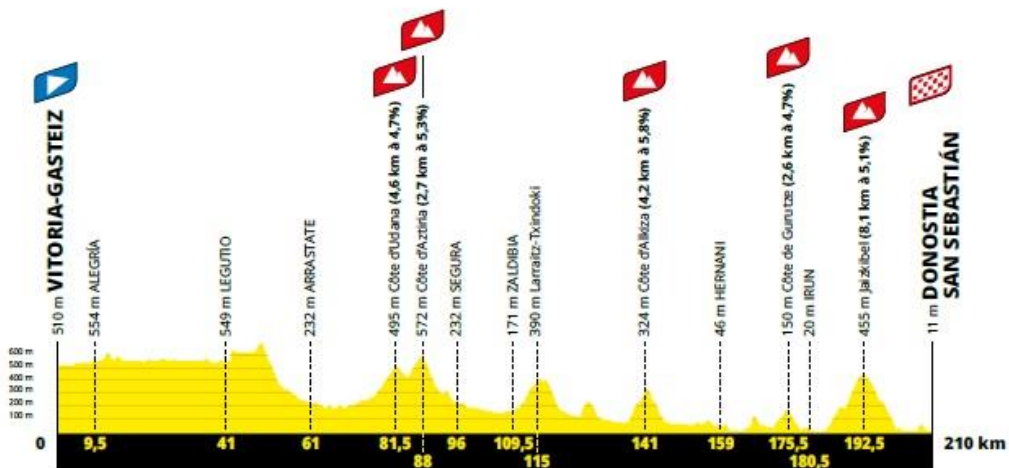 510 m VITORIA-GASTEIZ
554 m ALEGRÍA
549 m LEGUTIO
232 m ARRASTATE
495 m Côte d'Udana (4,6 km à 4,7%)
572 m Côte d'Aztiria (2,7 km à 5,3%)
232 m SEGURA
171 m ZALDIBIA
390 m Larraitz-Txindoki
324 m Côte d'Alkiza (4,2 km à 5,8%)
46 m HERNANI
150 m Côte de Gurutze (2,6 km à 4,7%)
20 m IRUN
455 m Jaizkibel (8,1 km à 5,1%)
11 m DONOSTIA
SAN SEBASTIÁN
600 m
500 m
400 m
300 m
200 m
100 m
0 9,5 41 61 81,5 96 109,5 141 159 175,5 192,5 210 km
88 115 180,5